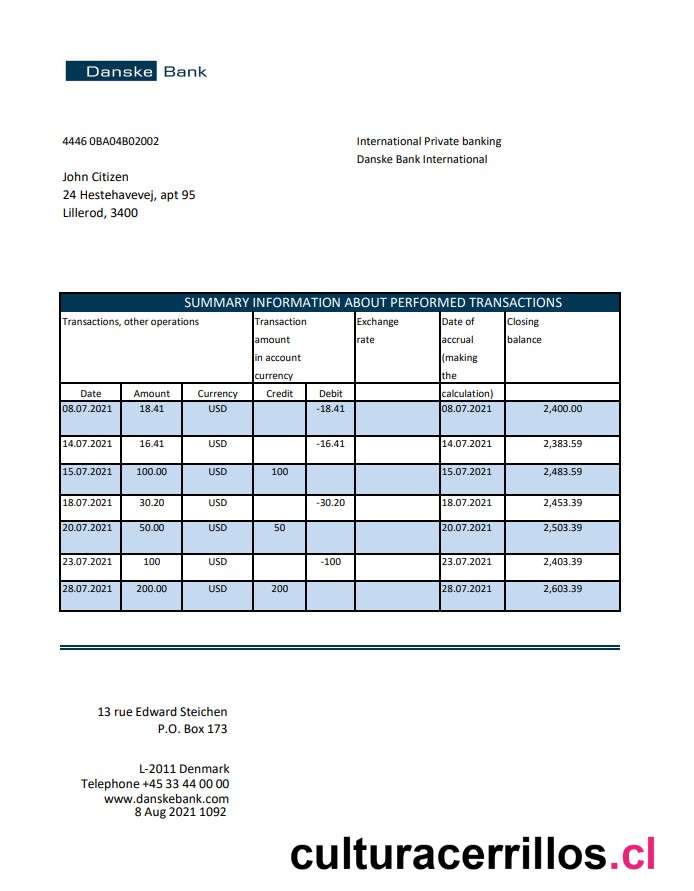 Danske Bank
4446 0BA04B02002
International Private banking
Danske Bank International
John Citizen
24 Hestehavevej, apt 95
Lillerod, 3400
SUMMARY INFORMATION ABOUT PERFORMED TRANSACTIONS
Transactions, other operations
Transaction
amount
in account
currency
Exchange
rate
Date of
accrual
(making
the
calculation)
Closing
balance
Date Amount Currency Credit Debit
08.07.2021 18.41 USD -18.41 08.07.2021 2,400.00
14.07.2021 16.41 USD -16.41 14.07.2021 2,383.59
15.07.2021 100.00 USD 100 15.07.2021 2,483.59
18.07.2021 30.20 USD -30.20 18.07.2021 2,453.39
20.07.2021 50.00 USD 50 20.07.2021 2,503.39
23.07.2021 100 USD -100 23.07.2021 2,403.39
28.07.2021 200.00 USD 200 28.07.2021 2,603.39
13 rue Edward Steichen
P.O. Box 173
L-2011 Denmark
Telephone +45 33 44 00 00
www.danskebank.com
8 Aug 2021 1092
culturacerrillos.cl